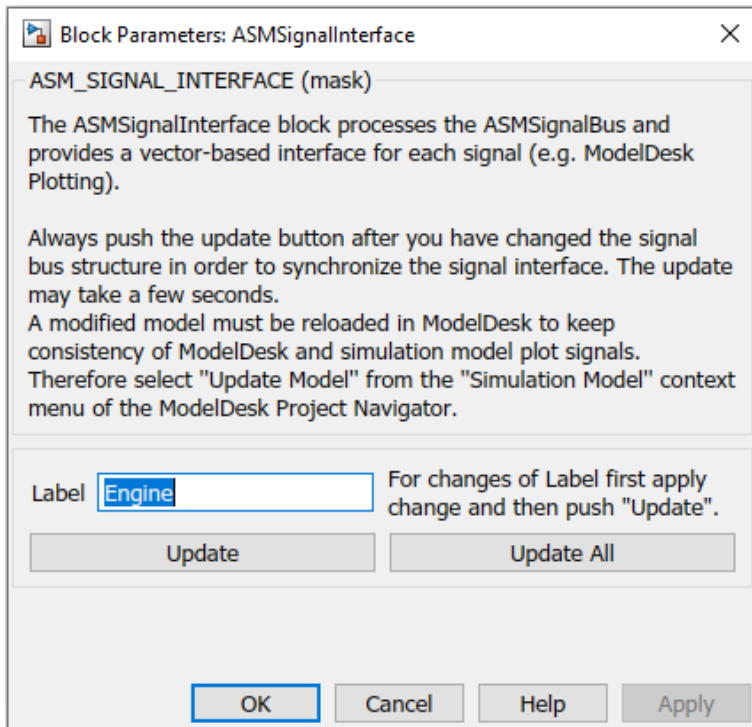 Block Parameters: ASMSignalInterface
ASM_SIGNAL_INTERFACE (mask)
The ASMSignalInterface block processes the ASMSignalBus and
provides a vector-based interface for each signal (e.g. ModelDesk
Plotting).
Always push the update button after you have changed the signal
bus structure in order to synchronize the signal interface. The update
may take a few seconds.
A modified model must be reloaded in ModelDesk to keep
consistency of ModelDesk and simulation model plot signals.
Therefore select "Update Model" from the "Simulation Model" context
menu of the ModelDesk Project Navigator.
Label Engine For changes of Label first apply
change and then push "Update".
Update Update All
OK Cancel Help Apply